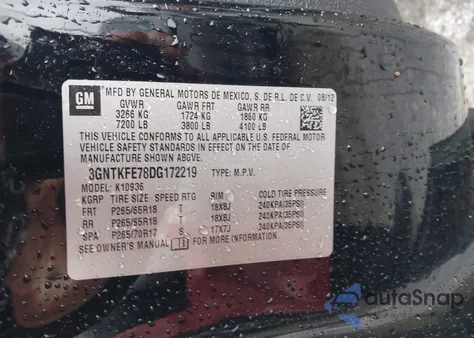 GM
MFD BY GENERAL MOTORS DE MEXICO, S. DE R.L. DE C.V. 08/12
GVWR GAWR FRT GAWR RR
3266 KG 1724 KG 1860 KG
7200 LB 3800 LB 4100 LB
THIS VEHICLE CONFORMS TO ALL APPLICABLE U.S. FEDERAL MOTOR
VEHICLE SAFETY STANDARDS IN EFFECT ON THE DATE OF
MANUFACTURE SHOWN ABOVE.
3GNTKFE78DG172219 TYPE: M.P.V.
MODEL: K10936
KGRP TIRE SIZE SPEED RTG RIM COLD TIRE PRESSURE
FRT P265/65R18 T 18X8J 240KPA(35PSI)
RR P265/65R18 T 18X8J 240KPA(35PSI)
SPA P265/70R17 S 17X7J 240KPA(35PSI)
SEE OWNER'S MANUAL FOR MORE INFORMATION.
autoSnap